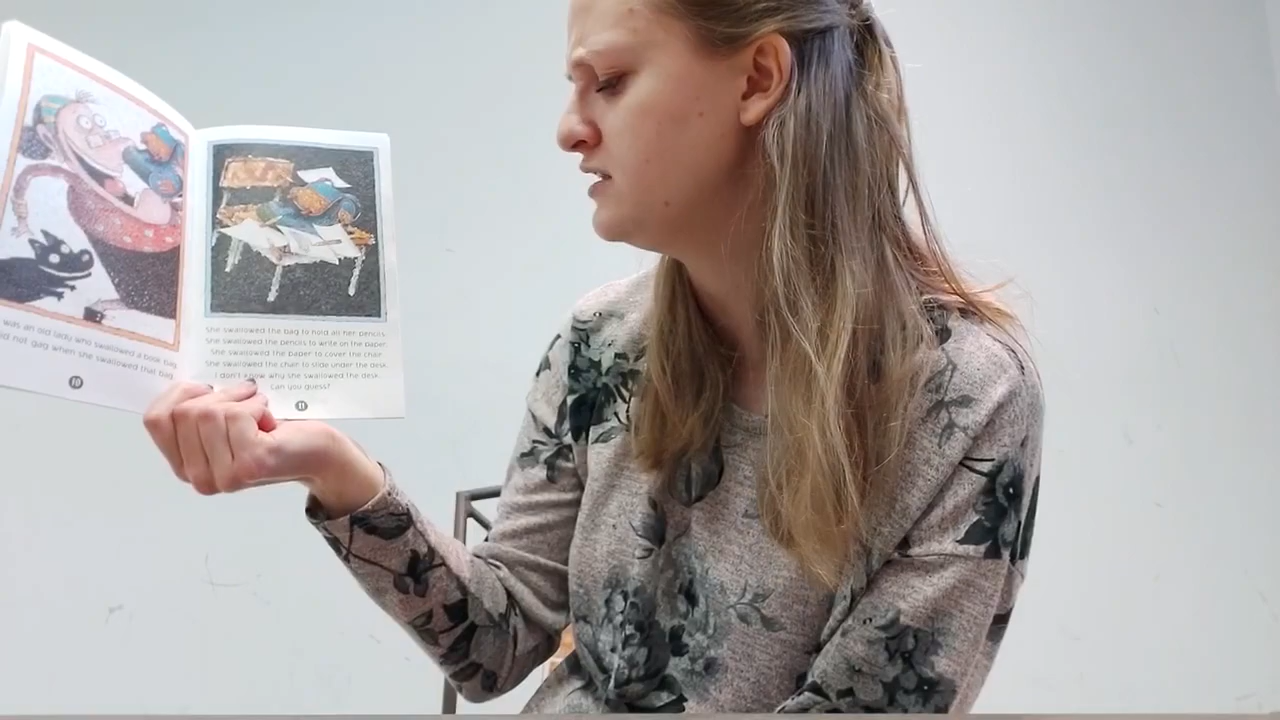 was an old lady who swallowed a book bag.
did not gag when she swallowed that bag.
10
She swallowed the bag to hold all her pencils.
She swallowed the pencils to write on the paper.
She swallowed the paper to cover the chair.
She swallowed the chair to slide under the desk.
I don't know why she swallowed the desk.
Can you guess?
11